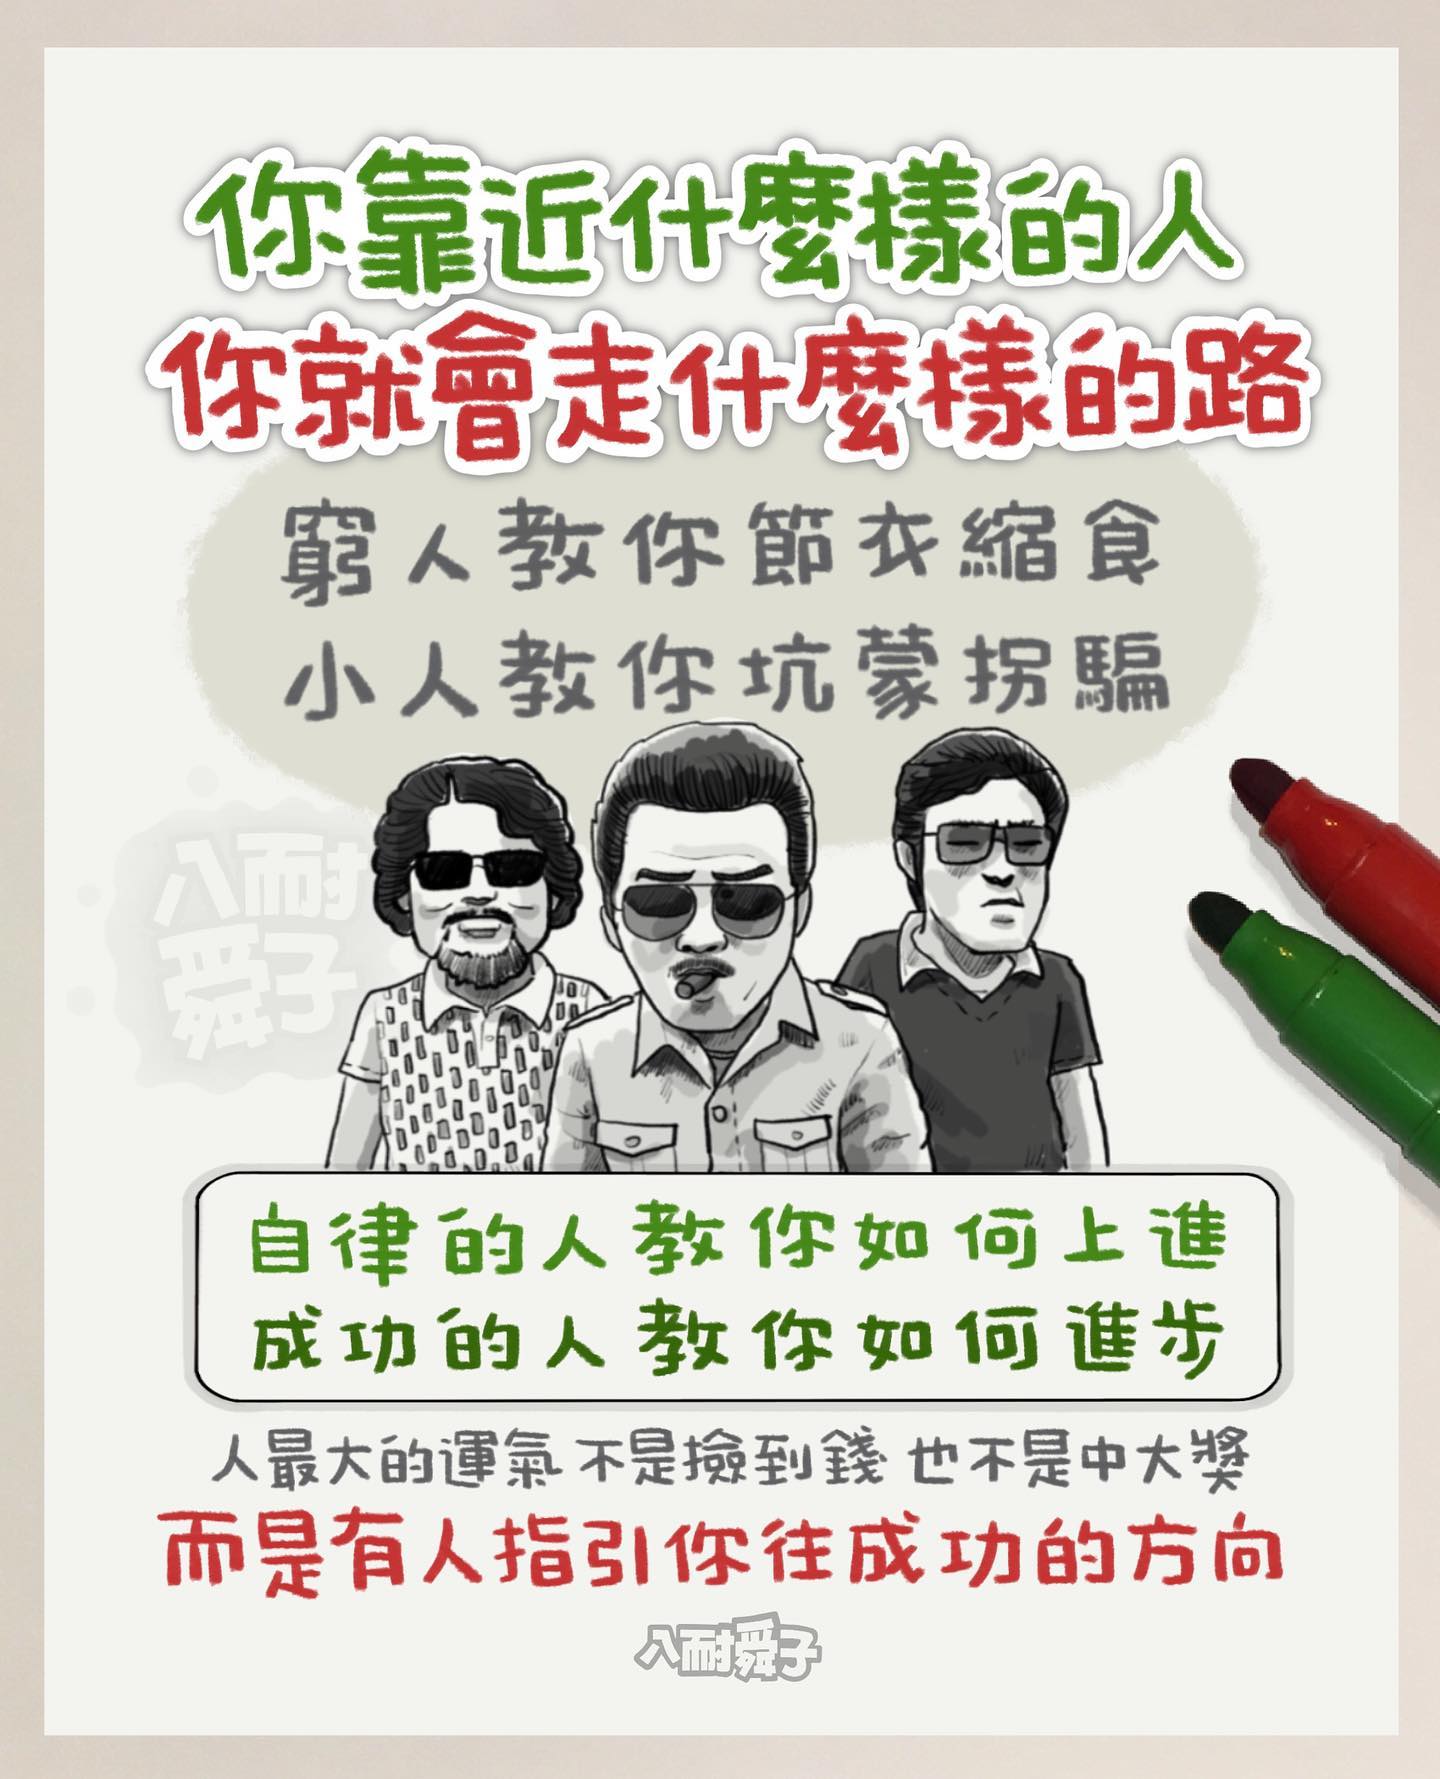 你靠近什麼樣的人
你就會走什麼樣的路
窮人教你節衣縮食
小人教你坑蒙拐騙
八耐
舜子
自律的人教你如何上進
成功的人教你如何進步
人最大的運氣 不是撿到錢 也不是中大獎
而是有人指引你往成功的方向
八耐舜子